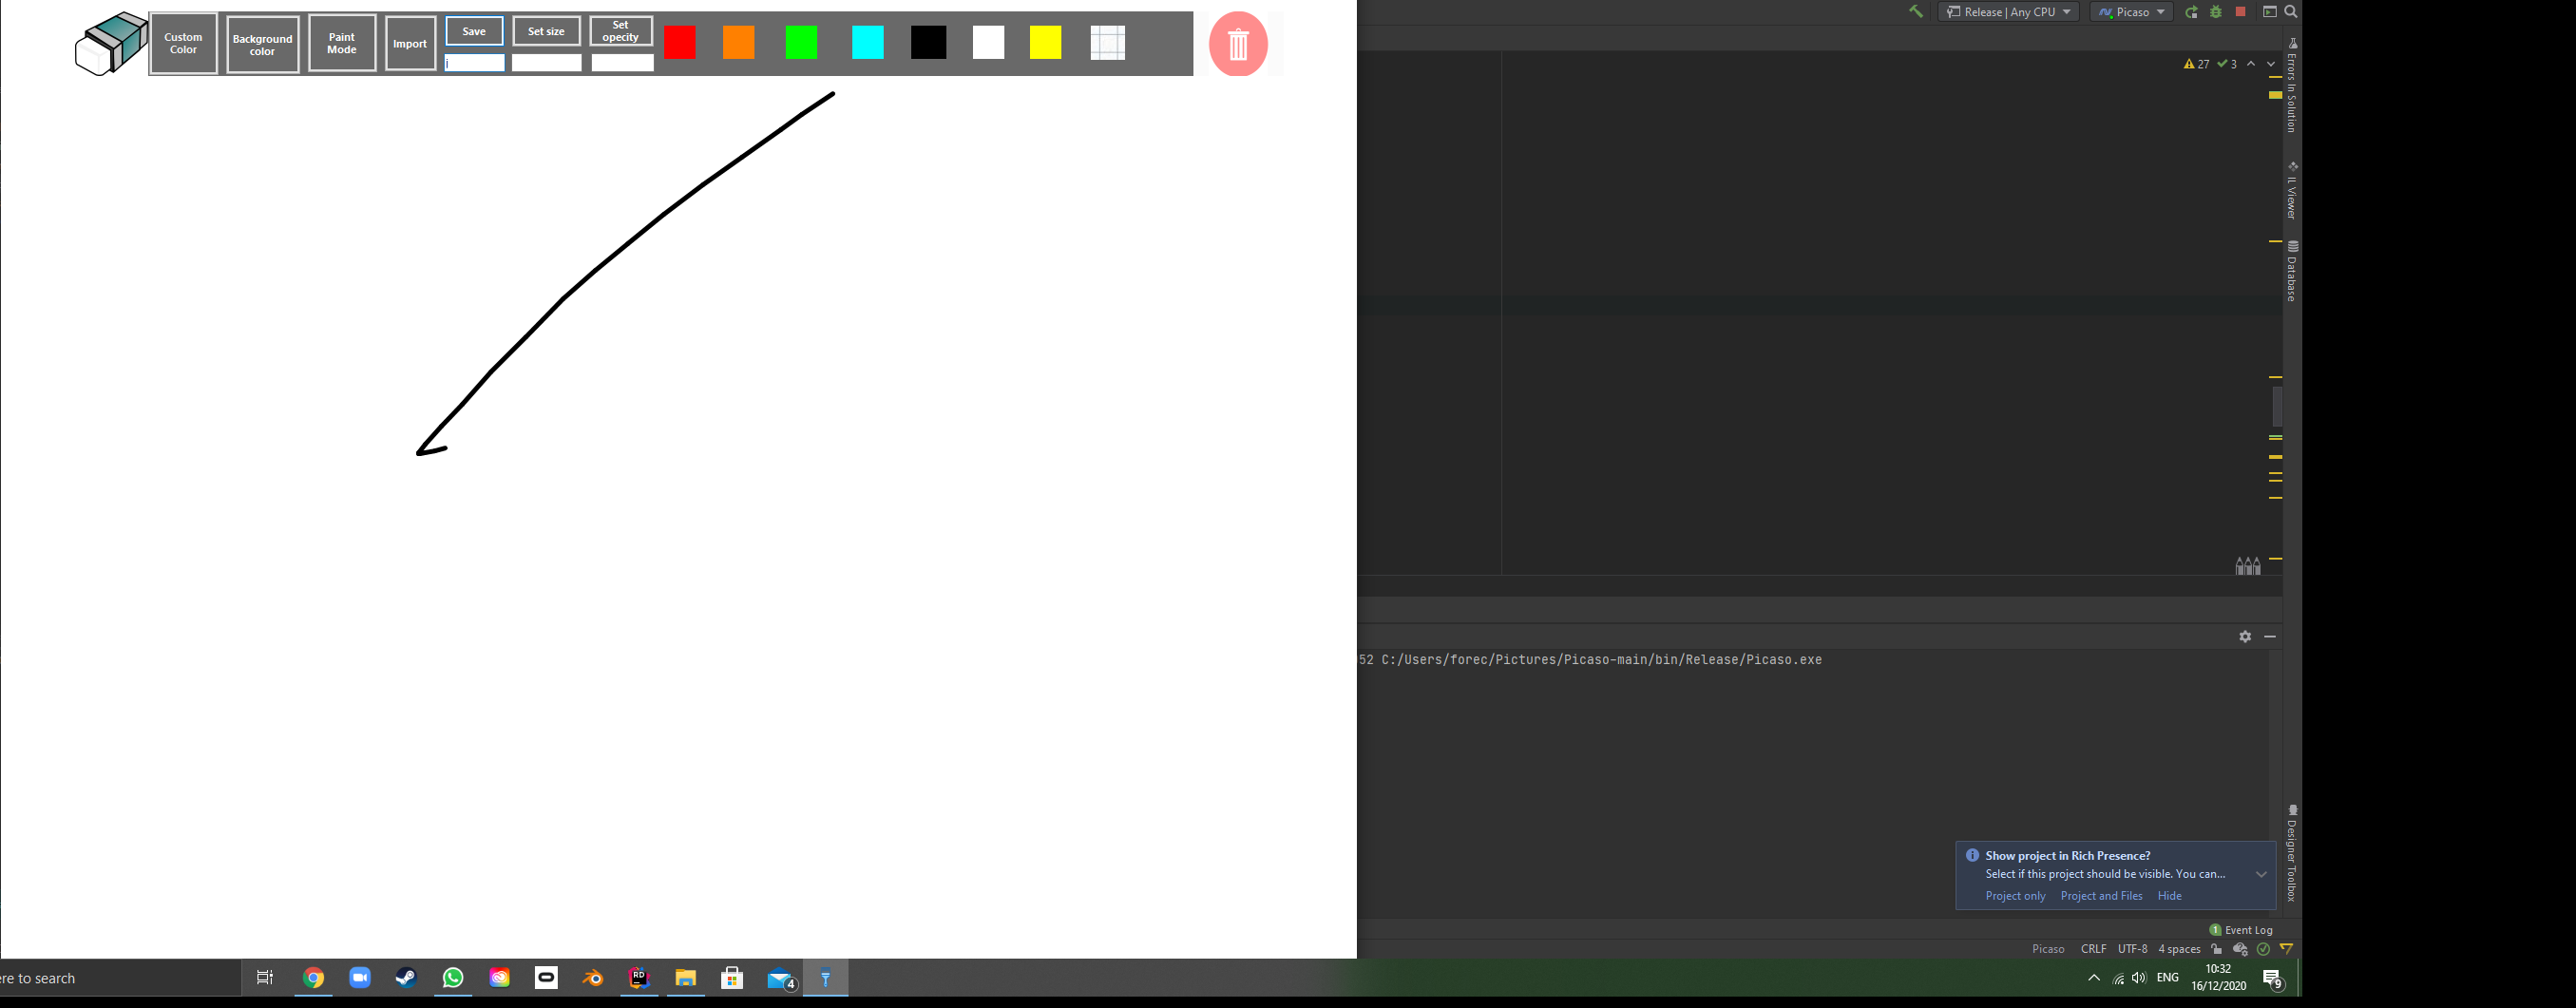 Custom
Color
Background
color
Paint
Mode
Import
Save
i
Set size
Set
opecity
Release | Any CPU
Picaso
27
3
Errors In Solution
IL Viewer
Database
52 C:/Users/forec/Pictures/Picaso-main/bin/Release/Picaso.exe
Designer Toolbox
Show project in Rich Presence?
Select if this project should be visible. You can...
Project only Project and Files Hide
1 Event Log
Picaso CRLF UTF-8 4 spaces
ere to search
RD
4
ENG
10:32
16/12/2020
9